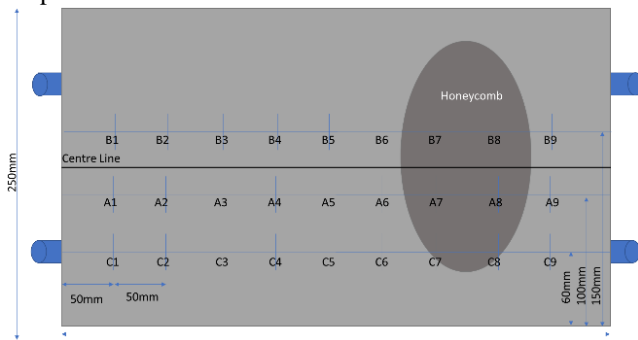 Honeycomb
B1 B2 B3 B4 B5 B6 B7 B8 B9
Centre Line
250mm
A1 A2 A3 A4 A5 A6 A7 A8 A9
C1 C2 C3 C4 C5 C6 C7 C8 C9
50mm 50mm
60mm
100mm
150mm